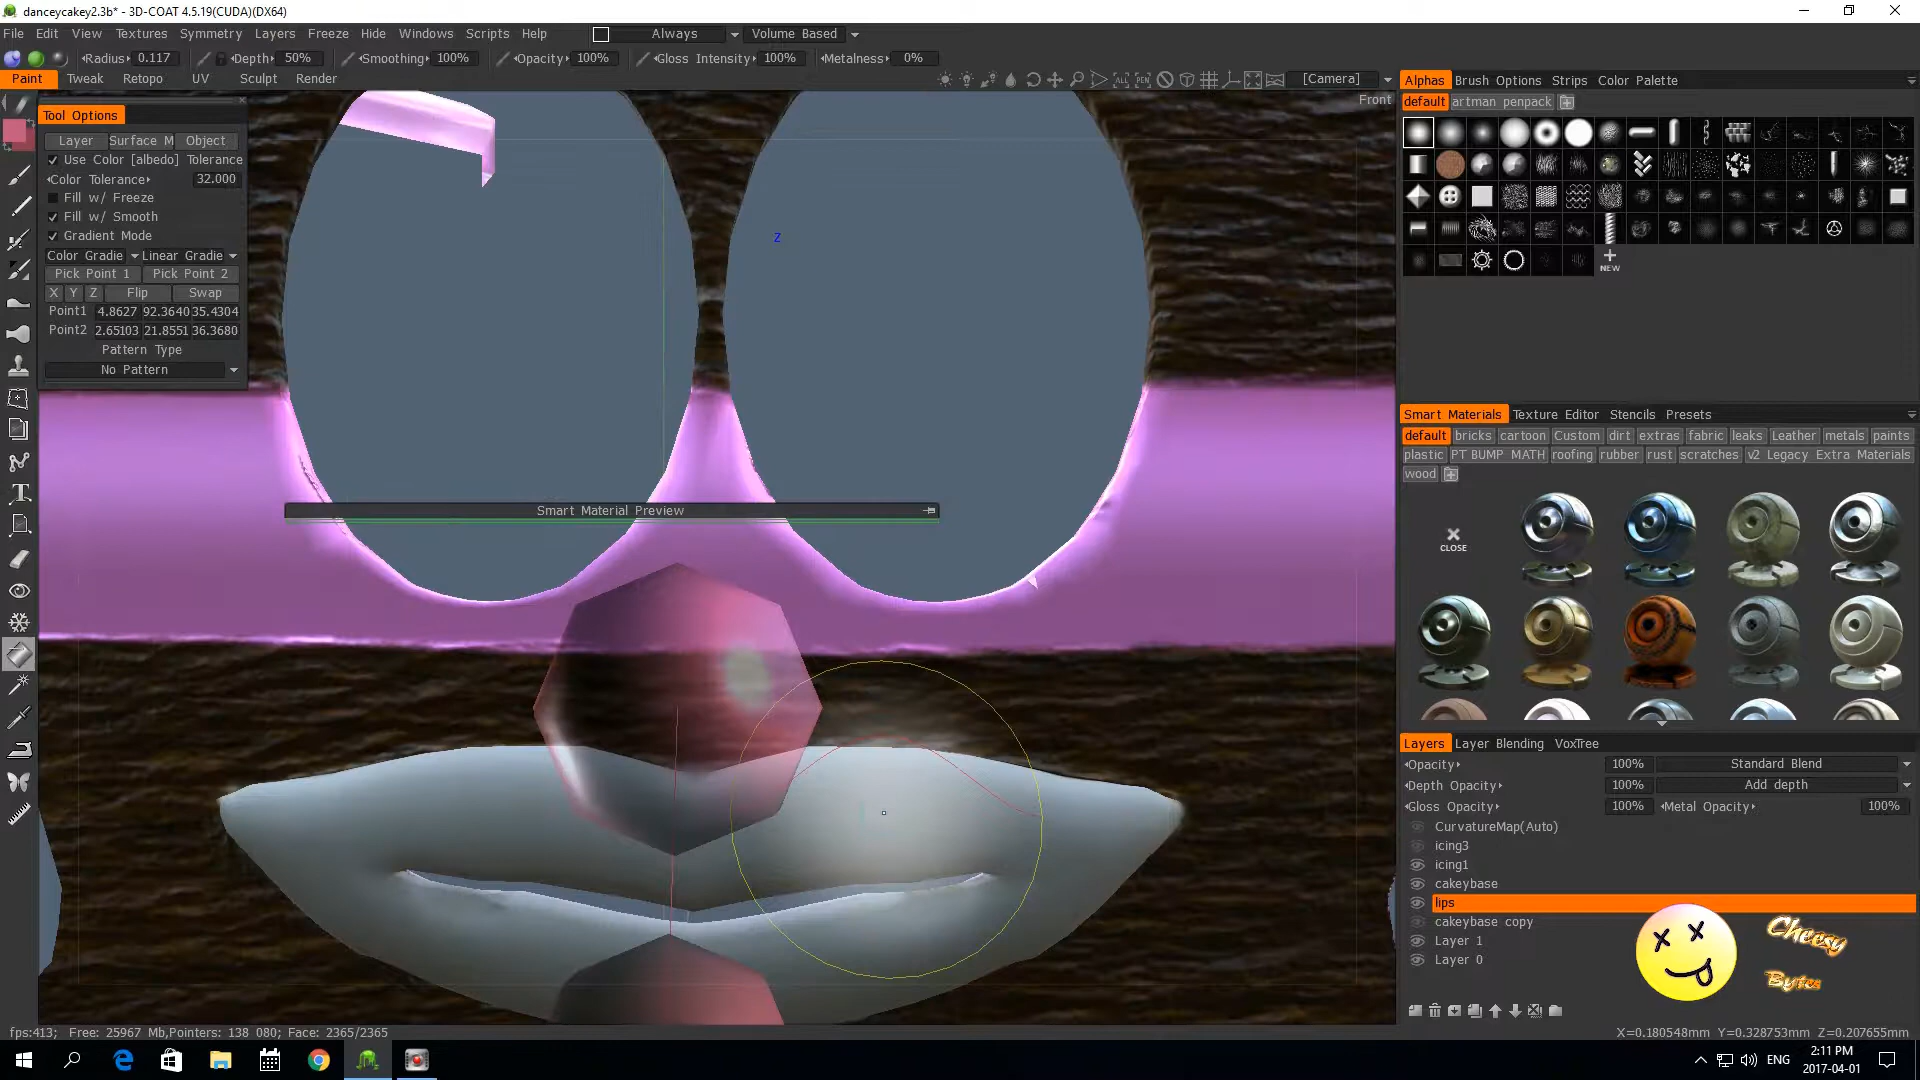 danceycakey2.3b* - 3D-COAT 4.5.19(CUDA)(DX64)
File Edit View Textures Symmetry Layers Freeze Hide Windows Scripts Help Always Volume Based
Radius 0.117 Depth 50% Smoothing 100% Opacity 100% Gloss Intensity 100% Metalness 0%
Paint Tweak Retopo UV Sculpt Render [Camera]
Front
Tool Options
Layer Surface M Object
Use Color [albedo] Tolerance
Color Tolerance 32.000
Fill w/ Freeze
Fill w/ Smooth
Gradient Mode
Color Gradie Linear Gradie
Pick Point 1 Pick Point 2
X Y Z Flip Swap
Point1 4.8627 92.3640 35.4304
Point2 2.65103 21.8551 36.3680
Pattern Type
No Pattern
Z
Smart Material Preview
Alphas Brush Options Strips Color Palette
default artman penpack
NEW
Smart Materials Texture Editor Stencils Presets
default bricks cartoon Custom dirt extras fabric leaks Leather metals paints
plastic PT BUMP MATH roofing rubber rust scratches v2 Legacy Extra Materials
wood
CLOSE
Layers Layer Blending VoxTree
Opacity 100% Standard Blend
Depth Opacity 100% Add depth
Gloss Opacity 100% Metal Opacity 100%
CurvatureMap(Auto)
icing3
icing1
cakeybase
lips
cakeybase copy
Layer 1
Layer 0
Cheesy
Bytes
fps:413; Free: 25967 Mb,Pointers: 138 080; Face: 2365/2365
X=0.180548mm Y=0.328753mm Z=0.207655mm
ENG
2:11 PM
2017-04-01